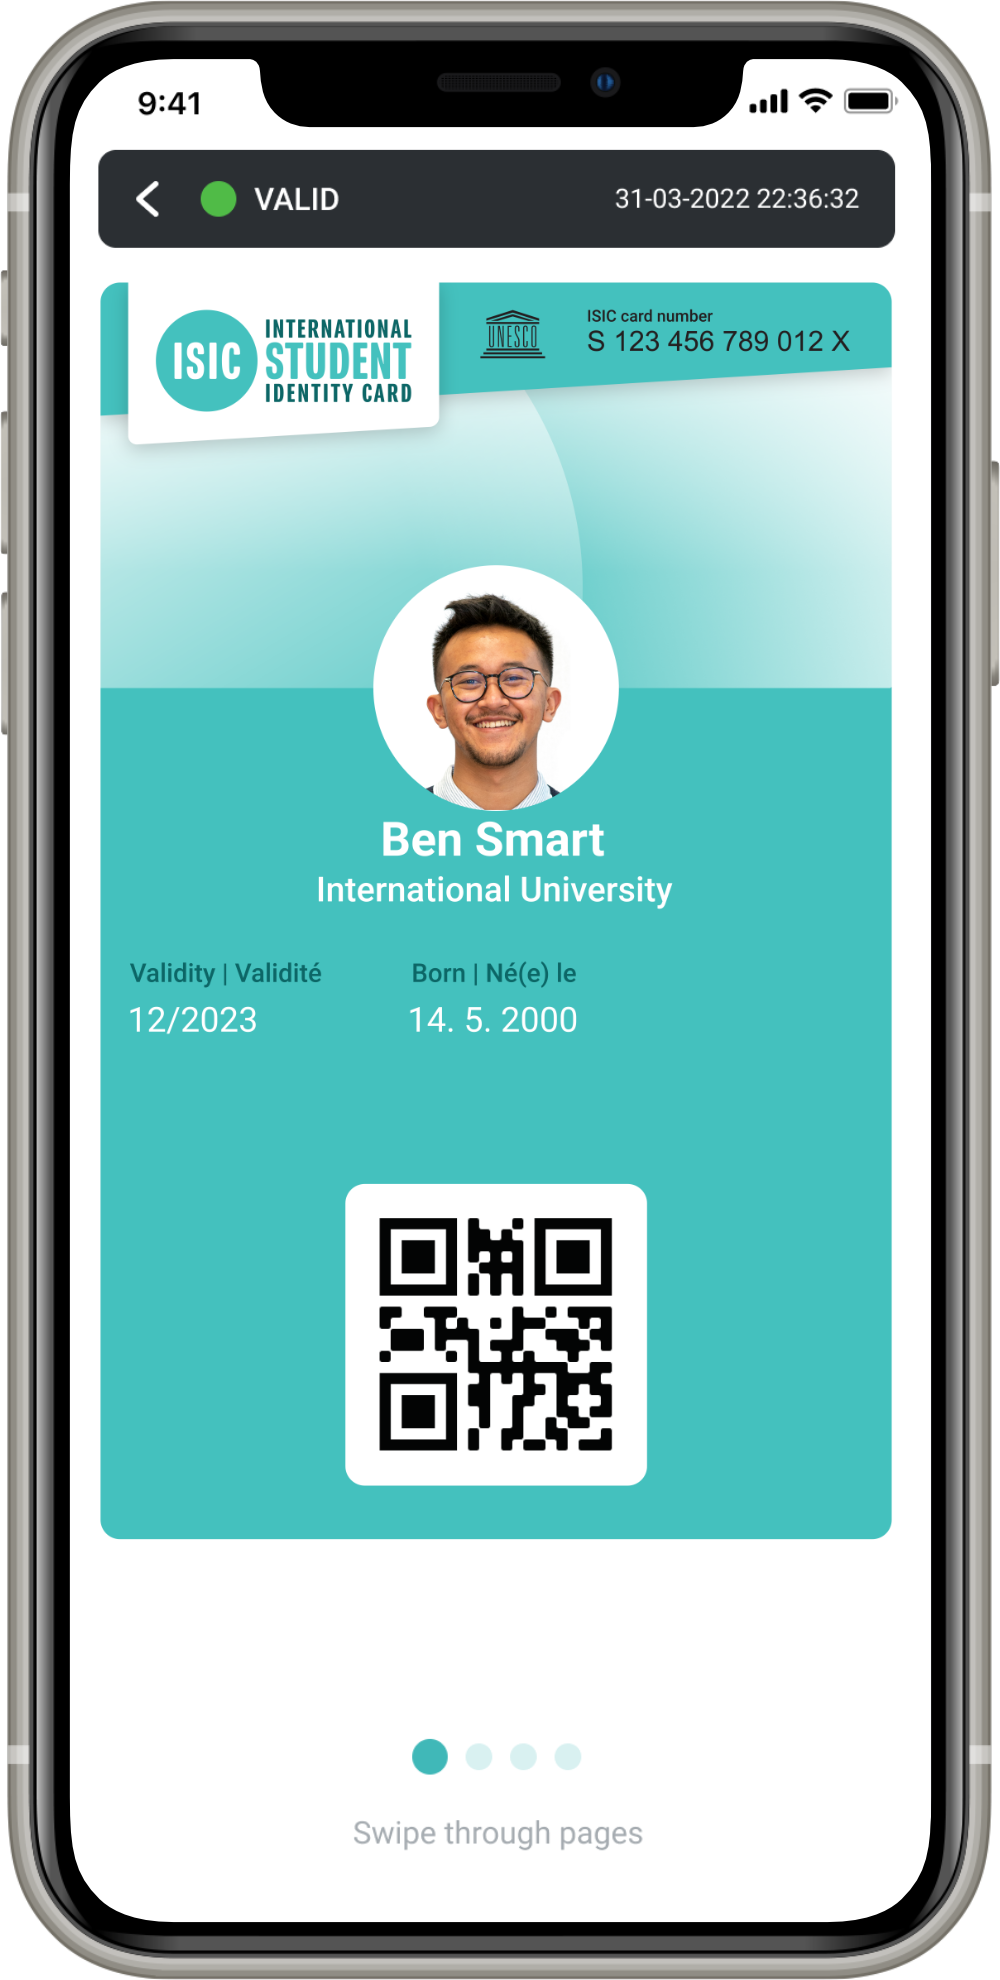 9:41
VALID
31-03-2022 22:36:32
ISIC
INTERNATIONAL
STUDENT
IDENTITY CARD
UNESCO
ISIC card number
S 123 456 789 012 X
Ben Smart
International University
Validity | Validité
12/2023
Born | Né(e) le
14. 5. 2000
Swipe through pages